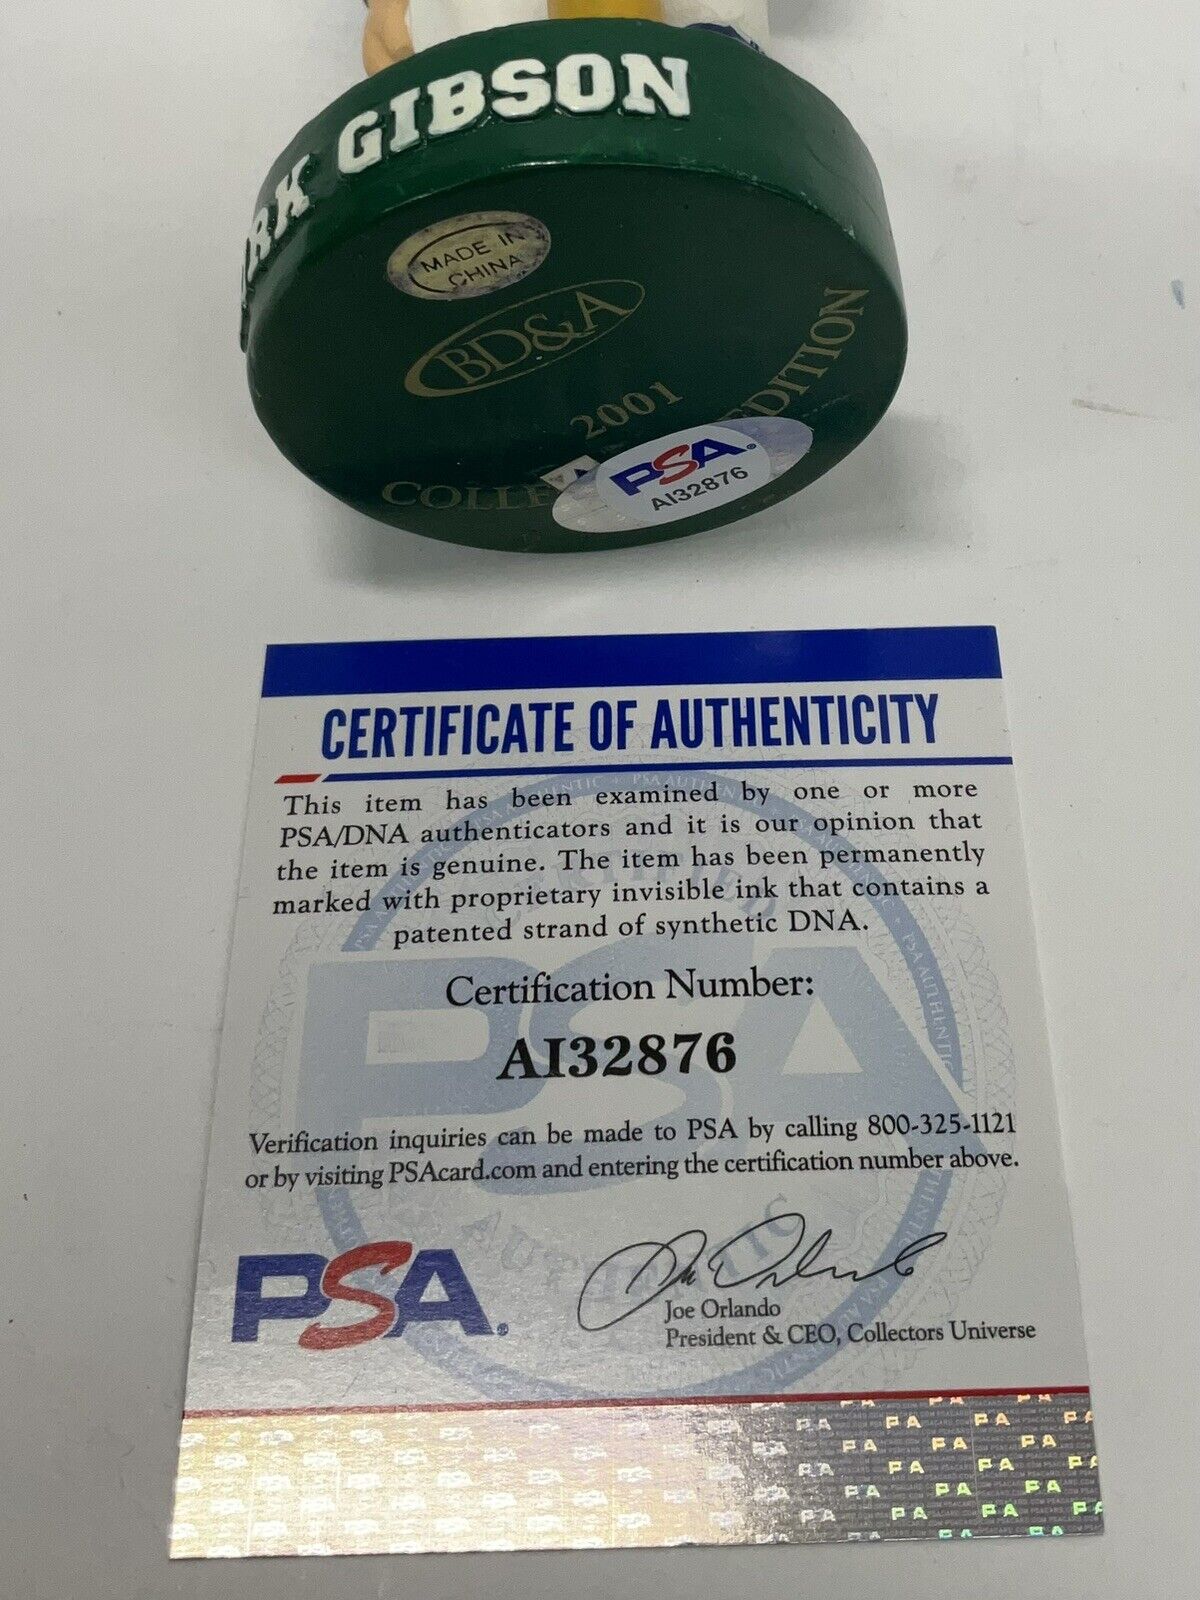 GIBSON
MADE IN
CHINA
BD&A
2001
EDITION
PSA
AI32876
CERTIFICATE OF AUTHENTICITY
This item has been examined by one or more
PSA/DNA authenticators and it is our opinion that
the item is genuine. The item has been permanently
marked with proprietary invisible ink that contains a
patented strand of synthetic DNA.
Certification Number:
AI32876
Verification inquiries can be made to PSA by calling 800-325-1121
or by visiting PSAcard.com and entering the certification number above.
PSA
Joe Orlando
President & CEO, Collectors Universe